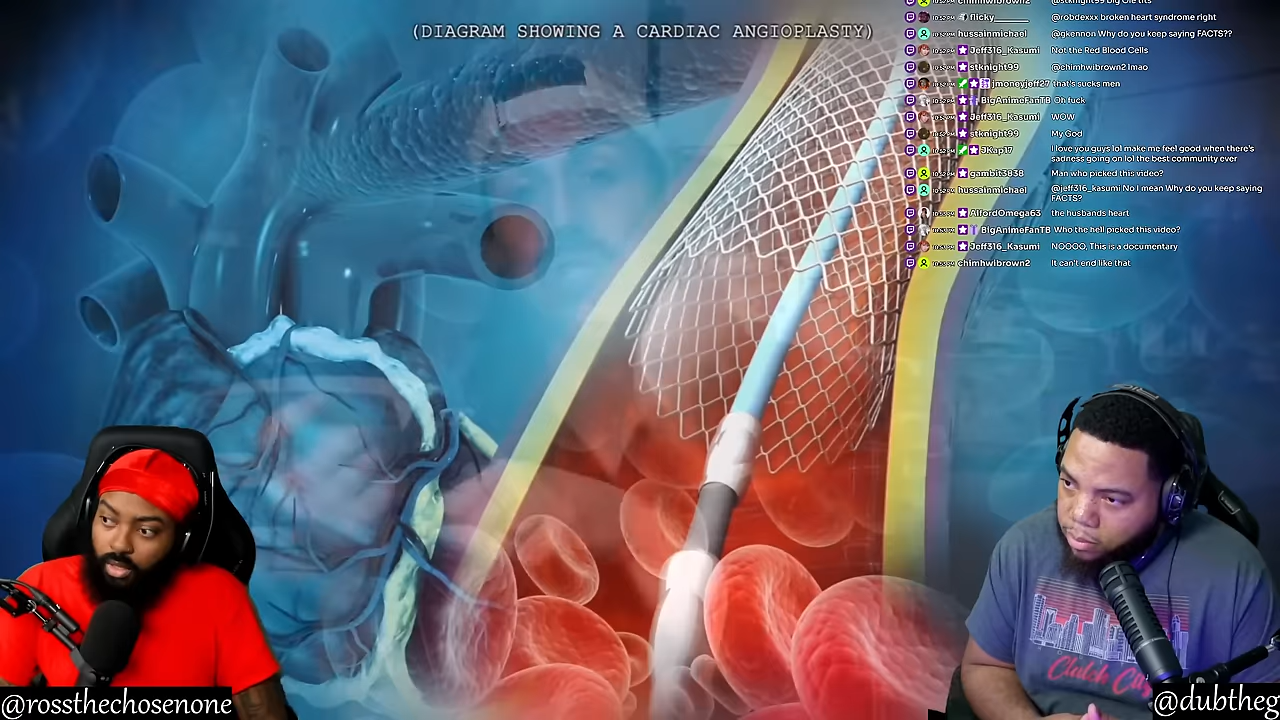 (DIAGRAM SHOWING A CARDIAC ANGIOPLASTY)
chimhwibrown2
flicky______ @robdexxx broken heart syndrome right
hussainmichael @gkennon Why do you keep saying FACTS??
Jeff316_Kasumi Not the Red Blood Cells
stknight99 @chimhwibrown2 lmao
jmoneyjeff27 that's sucks men
BigAnimeFanTB Oh fuck
Jeff316_Kasumi WOW
stknight99 My God
JKap17 I love you guys lol make me feel good when there's
sadness going on lol the best community ever
gambit3838 Man who picked this video?
hussainmichael @jeff316_kasumi No I mean Why do you keep saying
FACTS?
AlfordOmega63 the husbands heart
BigAnimeFanTB Who the hell picked this video?
Jeff316_Kasumi NOOOO, This is a documentary
chimhwibrown2 It can't end like that
Clutch
@rossthechosenone
@dubtheg